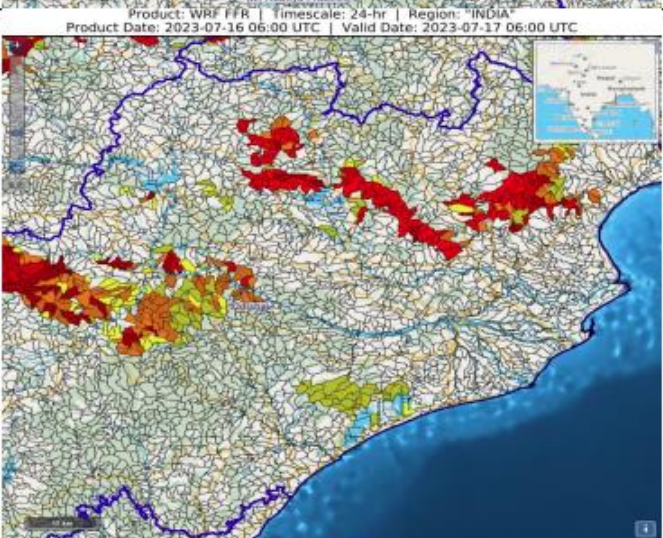 Product: WRF FFR | Timescale: 24-hr | Region: "INDIA"
Product Date: 2023-07-16 06:00 UTC | Valid Date: 2023-07-17 06:00 UTC